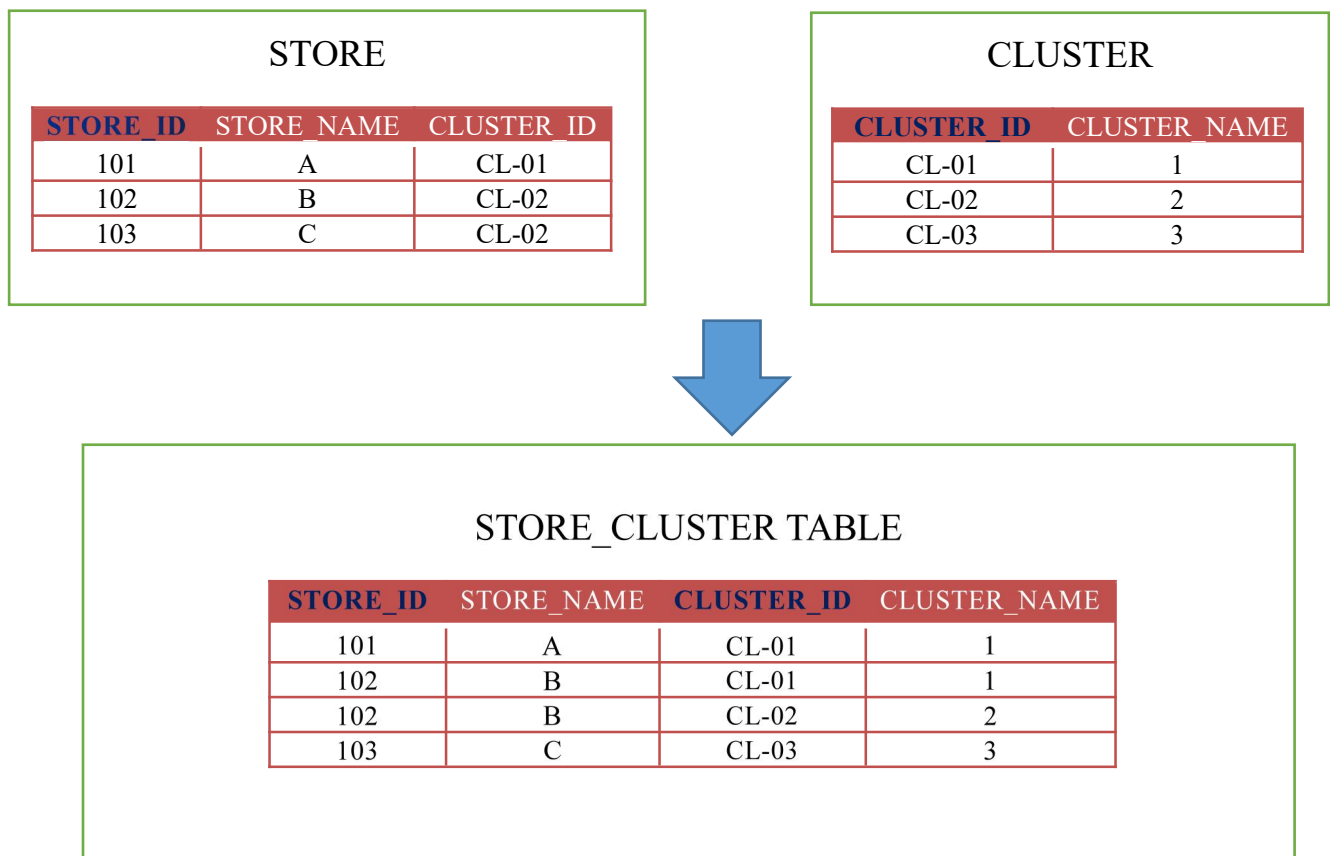 STORE
STORE_ID STORE_NAME CLUSTER_ID
101 A CL-01
102 B CL-02
103 C CL-02
CLUSTER
CLUSTER_ID CLUSTER_NAME
CL-01 1
CL-02 2
CL-03 3
STORE_CLUSTER TABLE
STORE_ID STORE_NAME CLUSTER_ID CLUSTER_NAME
101 A CL-01 1
102 B CL-01 1
102 B CL-02 2
103 C CL-03 3